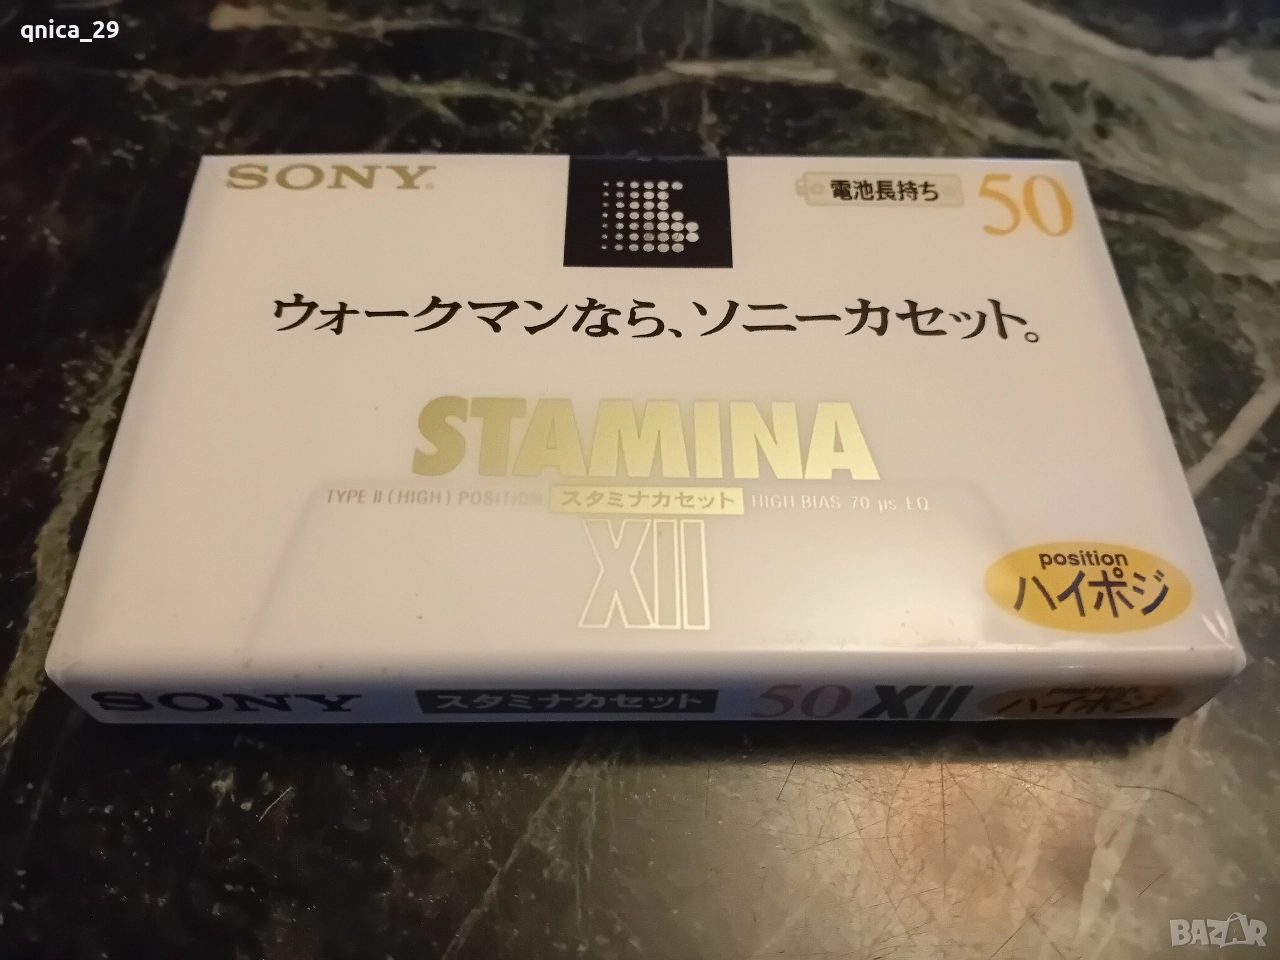 qnica_29
SONY
電池長持ち
50
ウォークマンなら、ソニーカセット。
STAMINA
TYPE II (HIGH) POSITION スタミナカセット HIGH BIAS 70 μs EQ
XII
position
ハイポジ
SONY スタミナカセット 50 XII position ハイポジ
BAZAR